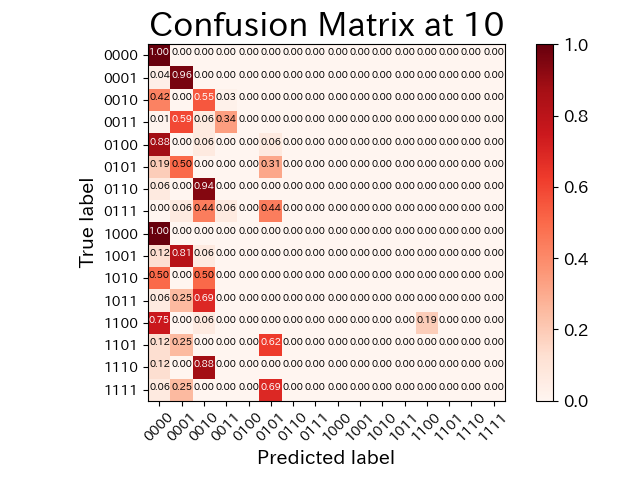 Confusion Matrix at 10
0000 1.00 0.00 0.00 0.00 0.00 0.00 0.00 0.00 0.00 0.00 0.00 0.00 0.00 0.00 0.00 0.00
0001 0.04 0.96 0.00 0.00 0.00 0.00 0.00 0.00 0.00 0.00 0.00 0.00 0.00 0.00 0.00 0.00
0010 0.42 0.00 0.55 0.03 0.00 0.00 0.00 0.00 0.00 0.00 0.00 0.00 0.00 0.00 0.00 0.00
0011 0.01 0.59 0.06 0.34 0.00 0.00 0.00 0.00 0.00 0.00 0.00 0.00 0.00 0.00 0.00 0.00
0100 0.88 0.00 0.06 0.00 0.00 0.06 0.00 0.00 0.00 0.00 0.00 0.00 0.00 0.00 0.00 0.00
0101 0.19 0.50 0.00 0.00 0.00 0.31 0.00 0.00 0.00 0.00 0.00 0.00 0.00 0.00 0.00 0.00
0110 0.06 0.00 0.94 0.00 0.00 0.00 0.00 0.00 0.00 0.00 0.00 0.00 0.00 0.00 0.00 0.00
0111 0.00 0.06 0.44 0.06 0.00 0.44 0.00 0.00 0.00 0.00 0.00 0.00 0.00 0.00 0.00 0.00
1000 1.00 0.00 0.00 0.00 0.00 0.00 0.00 0.00 0.00 0.00 0.00 0.00 0.00 0.00 0.00 0.00
1001 0.12 0.81 0.06 0.00 0.00 0.00 0.00 0.00 0.00 0.00 0.00 0.00 0.00 0.00 0.00 0.00
1010 0.50 0.00 0.50 0.00 0.00 0.00 0.00 0.00 0.00 0.00 0.00 0.00 0.00 0.00 0.00 0.00
1011 0.06 0.25 0.69 0.00 0.00 0.00 0.00 0.00 0.00 0.00 0.00 0.00 0.00 0.00 0.00 0.00
1100 0.75 0.00 0.06 0.00 0.00 0.00 0.00 0.00 0.00 0.00 0.00 0.00 0.19 0.00 0.00 0.00
1101 0.12 0.25 0.00 0.00 0.00 0.62 0.00 0.00 0.00 0.00 0.00 0.00 0.00 0.00 0.00 0.00
1110 0.12 0.00 0.88 0.00 0.00 0.00 0.00 0.00 0.00 0.00 0.00 0.00 0.00 0.00 0.00 0.00
1111 0.06 0.25 0.00 0.00 0.00 0.69 0.00 0.00 0.00 0.00 0.00 0.00 0.00 0.00 0.00 0.00
0000 0001 0010 0011 0100 0101 0110 0111 1000 1001 1010 1011 1100 1101 1110 1111
Predicted label
True label
1.0
0.8
0.6
0.4
0.2
0.0